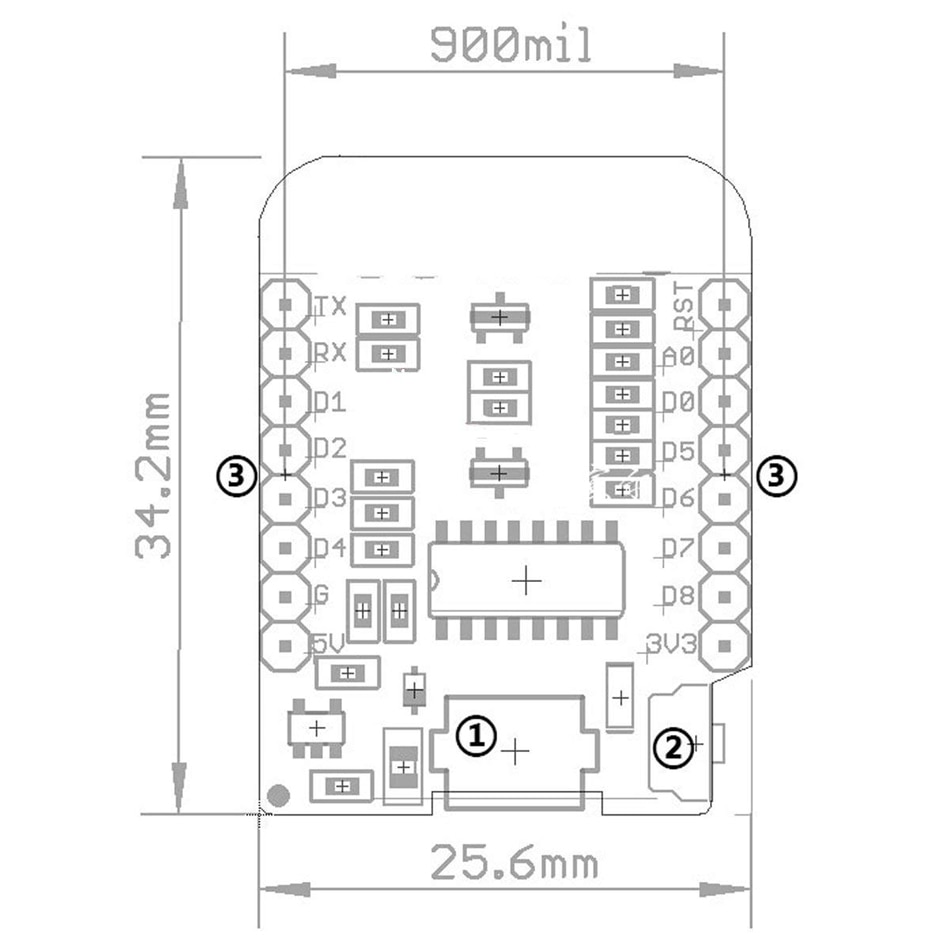 900mil
TX
RST
RX
A0
D1
D0
D2
D5
34.2mm
③
③
D3
D6
D4
D7
G
D8
5V
3V3
①
②
25.6mm